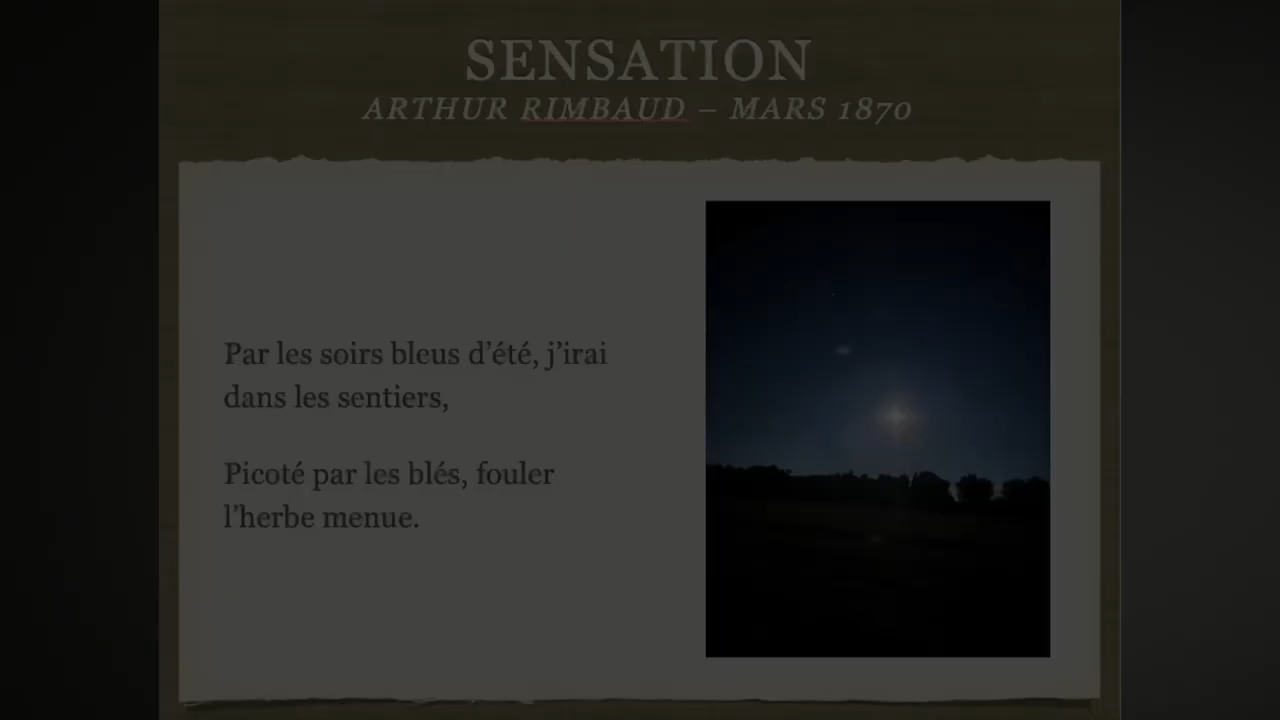 SENSATION
ARTHUR RIMBAUD – MARS 1870
Par les soirs bleus d’été, j’irai
dans les sentiers,
Picoté par les blés, fouler
l’herbe menue.